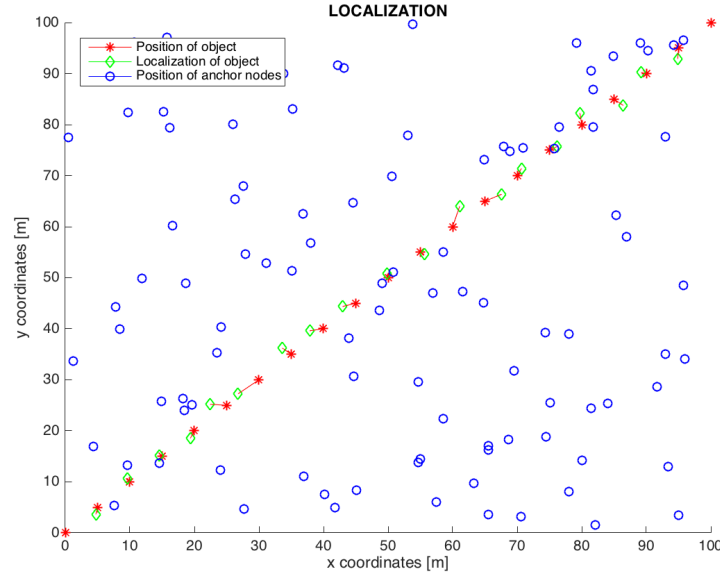 LOCALIZATION
100
90
80
70
60
50
40
30
20
10
0
y coordinates [m]
Position of object
Localization of object
Position of anchor nodes
0 10 20 30 40 50 60 70 80 90 100
x coordinates [m]